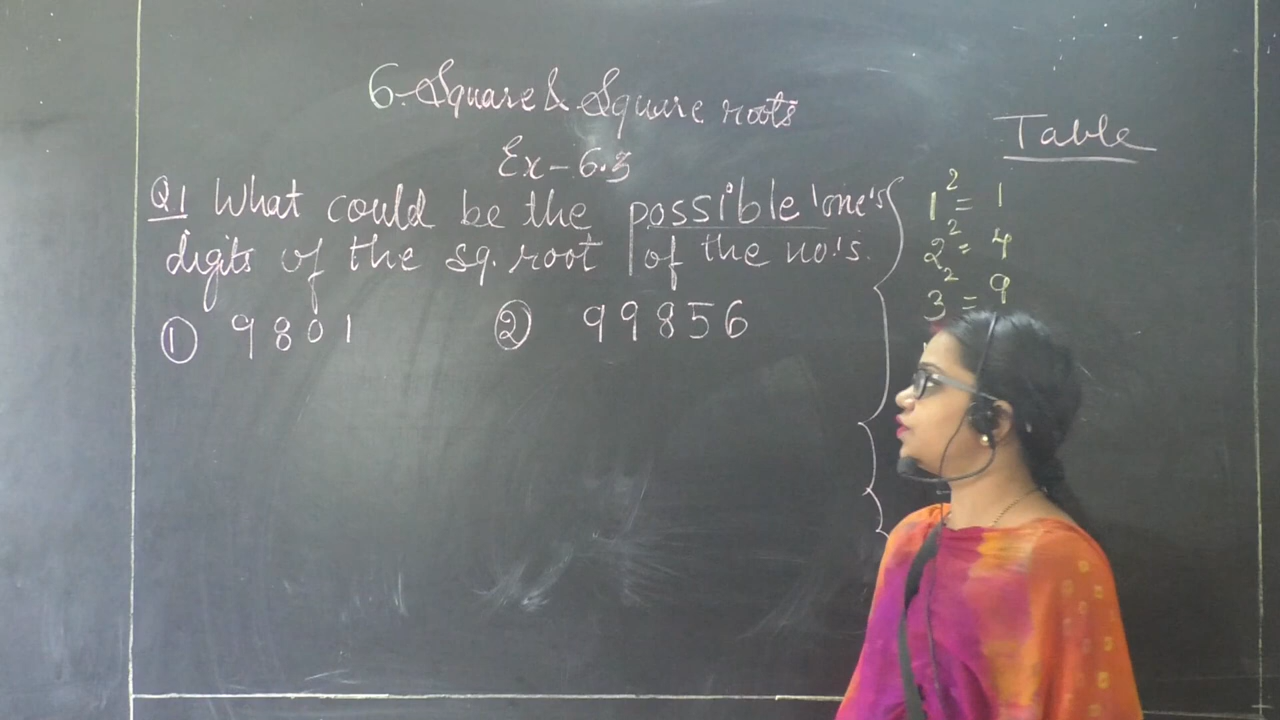 6. Square & Square roots
Ex - 6.3
Q1 What could be the possible 'one's
digits of the sq. root of the no's.
① 9801 ② 99856
Table
1² = 1
2² = 4
3² = 9